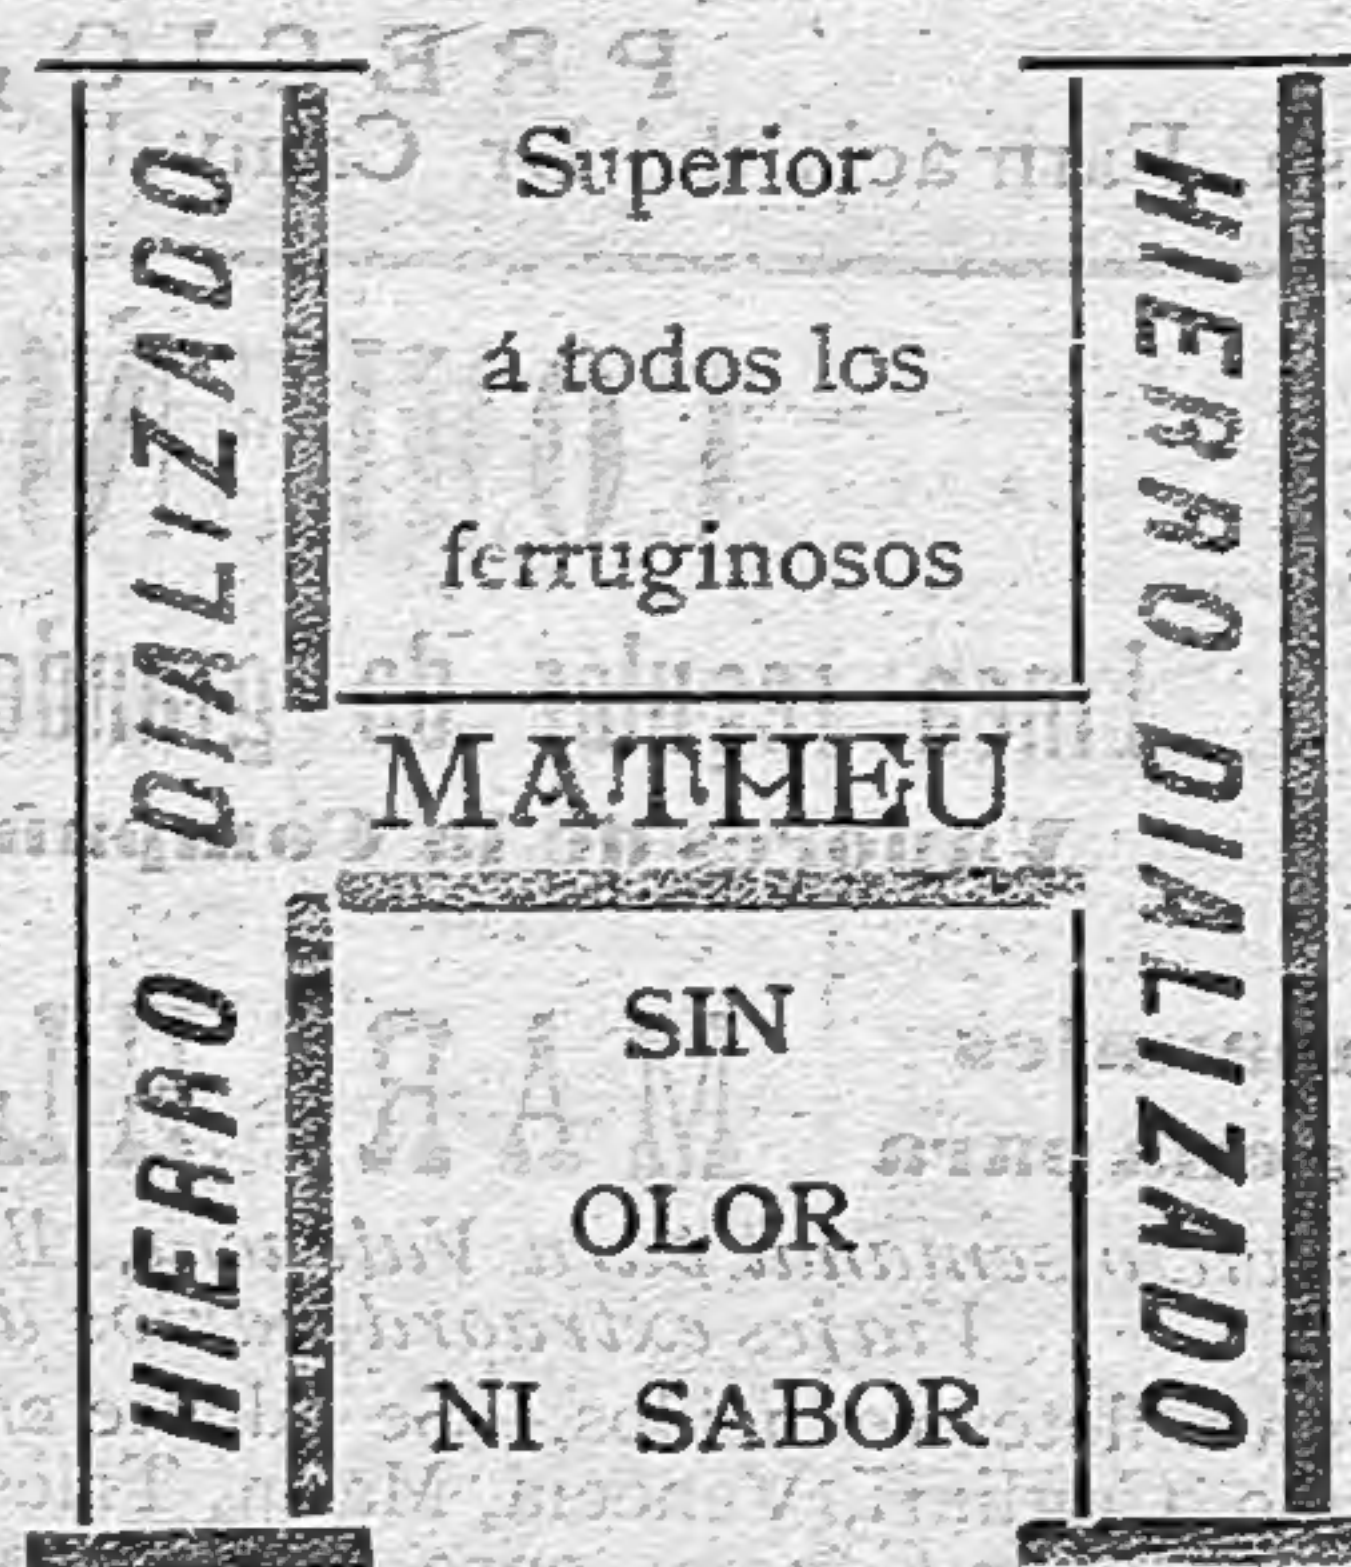 HIERRO DIALIZADO
Superior
á todos los
ferruginosos
MATHEU
SIN
OLOR
NI SABOR
HIERRO DIALIZADO